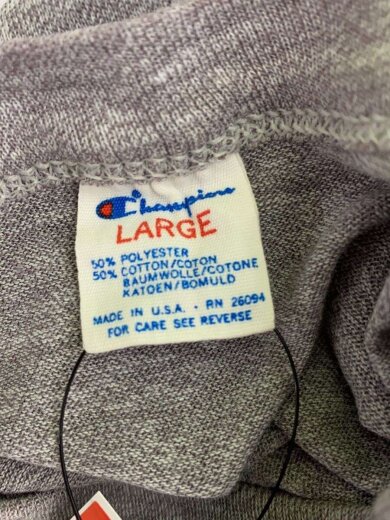 Champion
LARGE
50% POLYESTER
50% COTTON/COTON
BAUMWOLLE/COTONE
KATOEN/BOMULD
MADE IN U.S.A. - RN 26094
FOR CARE SEE REVERSE